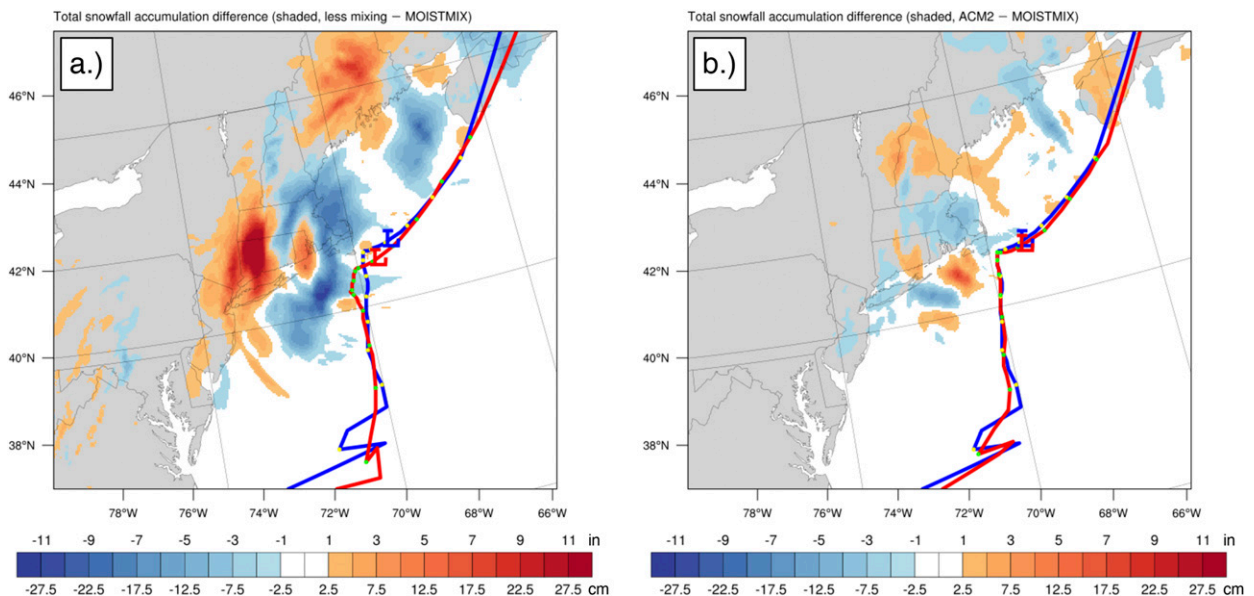 Total snowfall accumulation difference (shaded, less mixing − MOISTMIX)
a.)
46°N
44°N
42°N
40°N
38°N
L
L
78°W 76°W 74°W 72°W 70°W 68°W 66°W
-11 -9 -7 -5 -3 -1 1 3 5 7 9 11 in
-27.5 -22.5 -17.5 -12.5 -7.5 -2.5 2.5 7.5 12.5 17.5 22.5 27.5 cm
Total snowfall accumulation difference (shaded, ACM2 − MOISTMIX)
b.)
46°N
44°N
42°N
40°N
38°N
L
L
78°W 76°W 74°W 72°W 70°W 68°W 66°W
-11 -9 -7 -5 -3 -1 1 3 5 7 9 11 in
-27.5 -22.5 -17.5 -12.5 -7.5 -2.5 2.5 7.5 12.5 17.5 22.5 27.5 cm